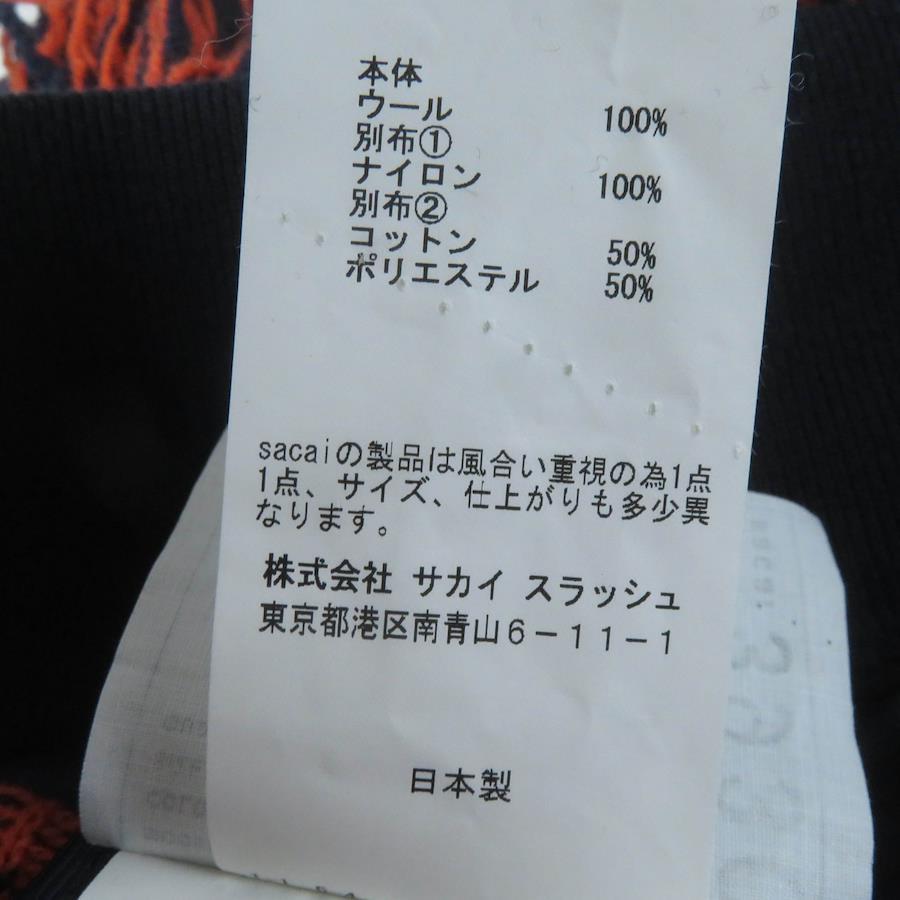 本体
ウール 100%
別布①
ナイロン 100%
別布②
コットン 50%
ポリエステル 50%
sacaiの製品は風合い重視の為1点
1点、サイズ、仕上がりも多少異
なります。
株式会社 サカイ スラッシュ
東京都港区南青山6－11－1
日本製